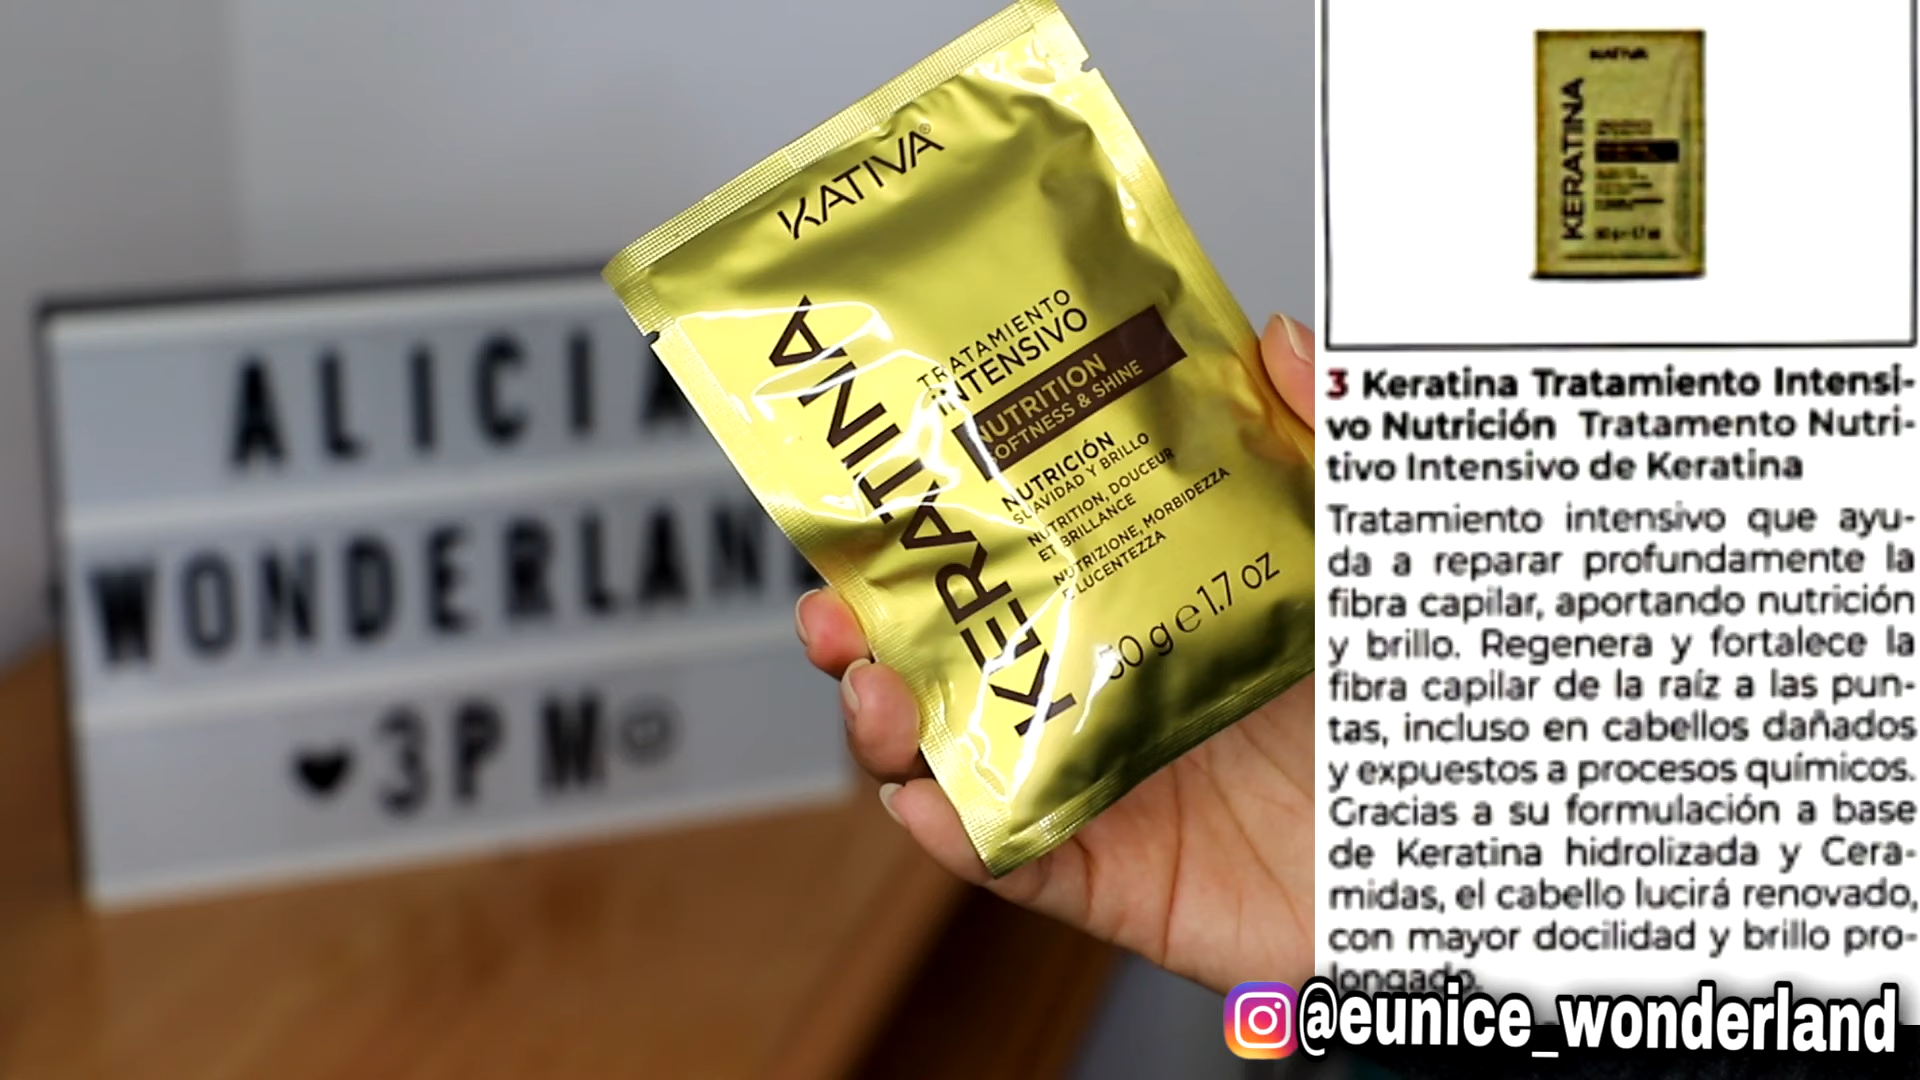 ALICIA
WONDERLAN
♥3PM
KATIVA®
KERATINA
TRATAMIENTO
INTENSIVO
NUTRITION
SOFTNESS & SHINE
NUTRICIÓN
SUAVIDAD Y BRILLO
NUTRITION, DOUCEUR
ET BRILLANCE
NUTRIZIONE, MORBIDEZZA
E LUCENTEZZA
50 g e 1.7 oz
KATIVA
KERATINA
3 Keratina Tratamiento Intensi-
vo Nutrición Tratamento Nutri-
tivo Intensivo de Keratina
Tratamiento intensivo que ayu-
da a reparar profundamente la
fibra capilar, aportando nutrición
y brillo. Regenera y fortalece la
fibra capilar de la raíz a las pun-
tas, incluso en cabellos dañados
y expuestos a procesos químicos.
Gracias a su formulación a base
de Keratina hidrolizada y Cera-
midas, el cabello lucirá renovado,
con mayor docilidad y brillo pro-
longado.
@eunice_wonderland